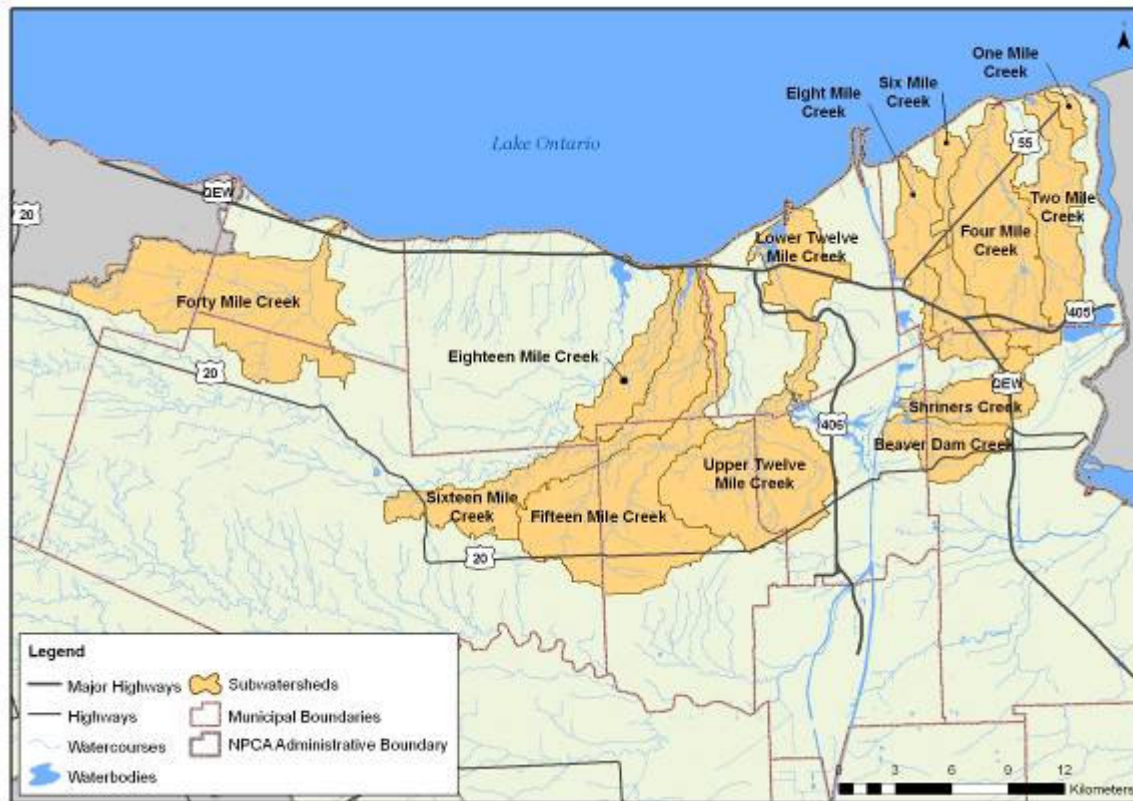 One Mile
Creek
Six Mile
Creek
Eight Mile
Creek
Lake Ontario
55
QEW
20
Two Mile
Creek
Four Mile
Creek
Lower Twelve
Mile Creek
Forty Mile Creek
405
Eighteen Mile Creek
20
QEW
Shriners Creek
406
Beaver Dam Creek
Upper Twelve
Mile Creek
Sixteen Mile
Creek
Fifteen Mile Creek
20
Legend
Major Highways
Highways
Watercourses
Waterbodies
Subwatersheds
Municipal Boundaries
NPCA Administrative Boundary
0 3 6 9 12
Kilometers